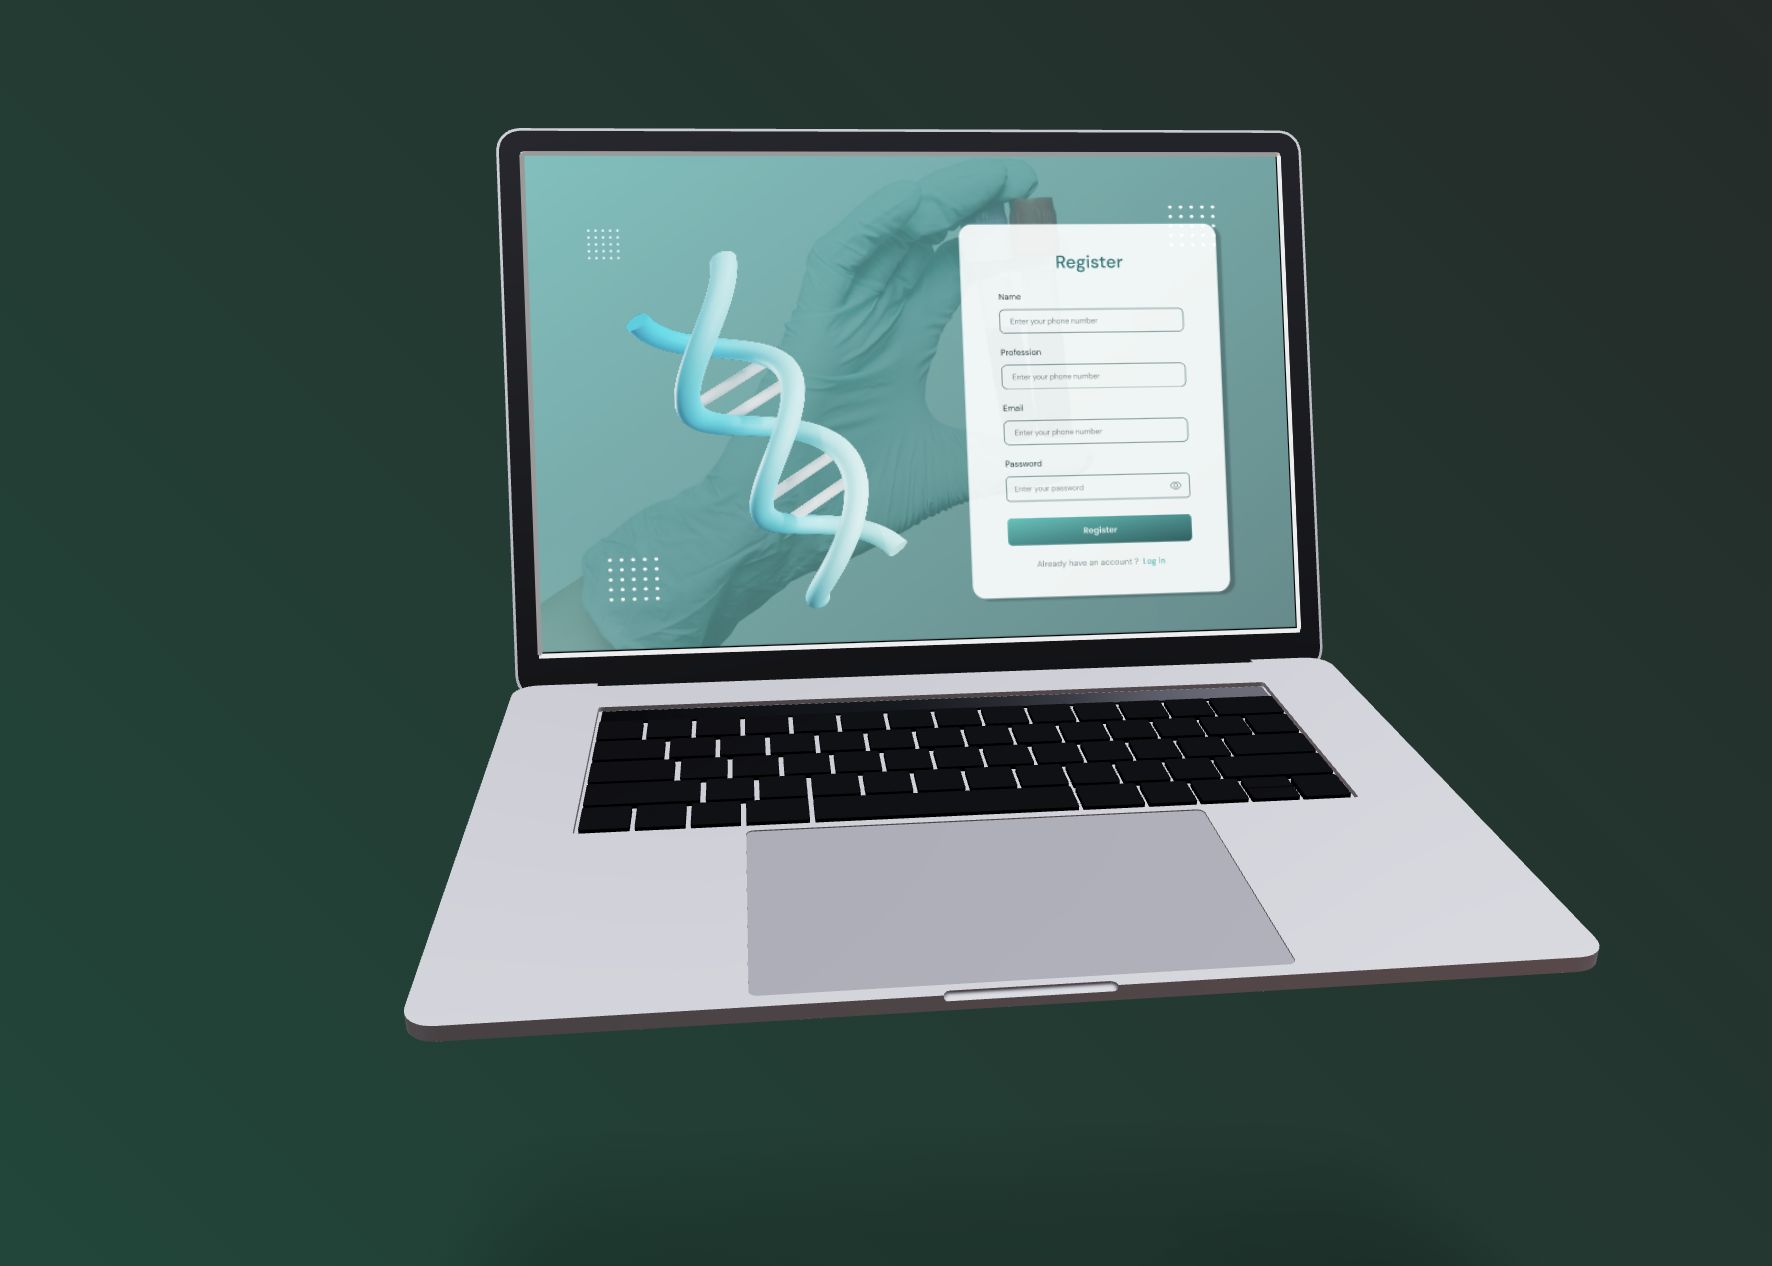 Register
Name
Enter your phone number
Profession
Enter your phone number
Email
Enter your phone number
Password
Enter your password
Register
Already have an account ? Log In